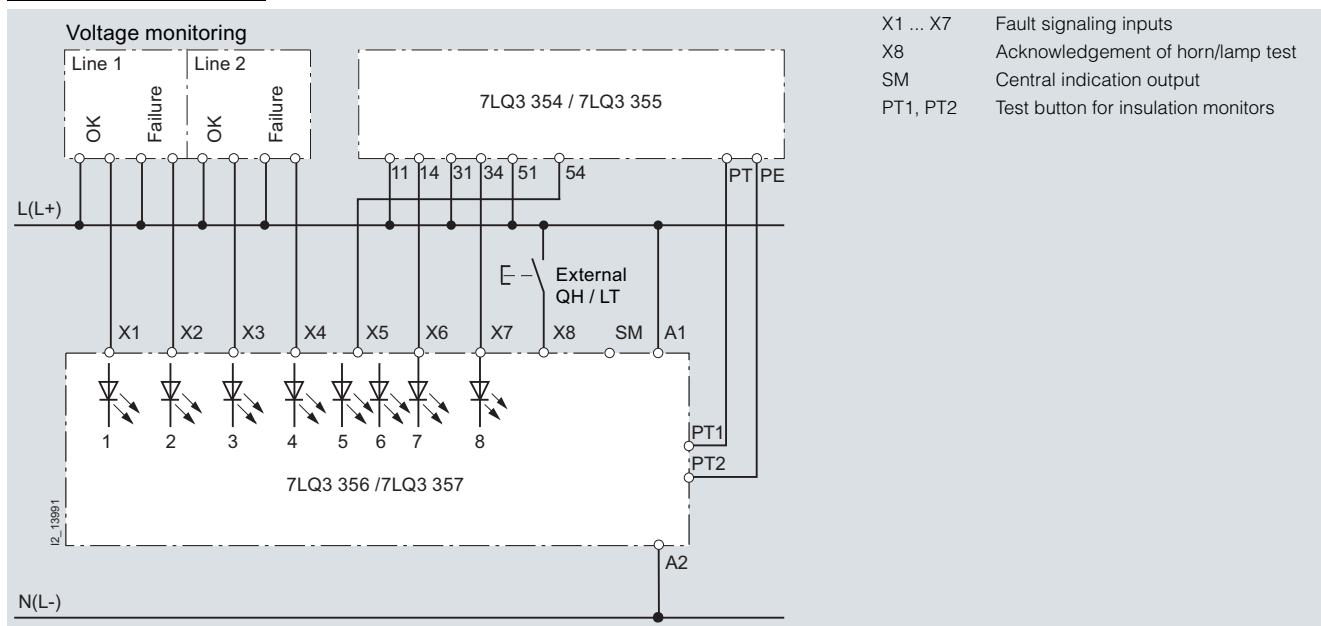 Voltage monitoring
Line 1 Line 2
OK Failure OK Failure
7LQ3 354 / 7LQ3 355
11 14 31 34 51 54 PT PE
L(L+)
External
QH / LT
X1 X2 X3 X4 X5 X6 X7 X8 SM A1
1 2 3 4 5 6 7 8
PT1
PT2
7LQ3 356 /7LQ3 357
I2_13991
A2
N(L-)
X1 ... X7 Fault signaling inputs
X8 Acknowledgement of horn/lamp test
SM Central indication output
PT1, PT2 Test button for insulation monitors